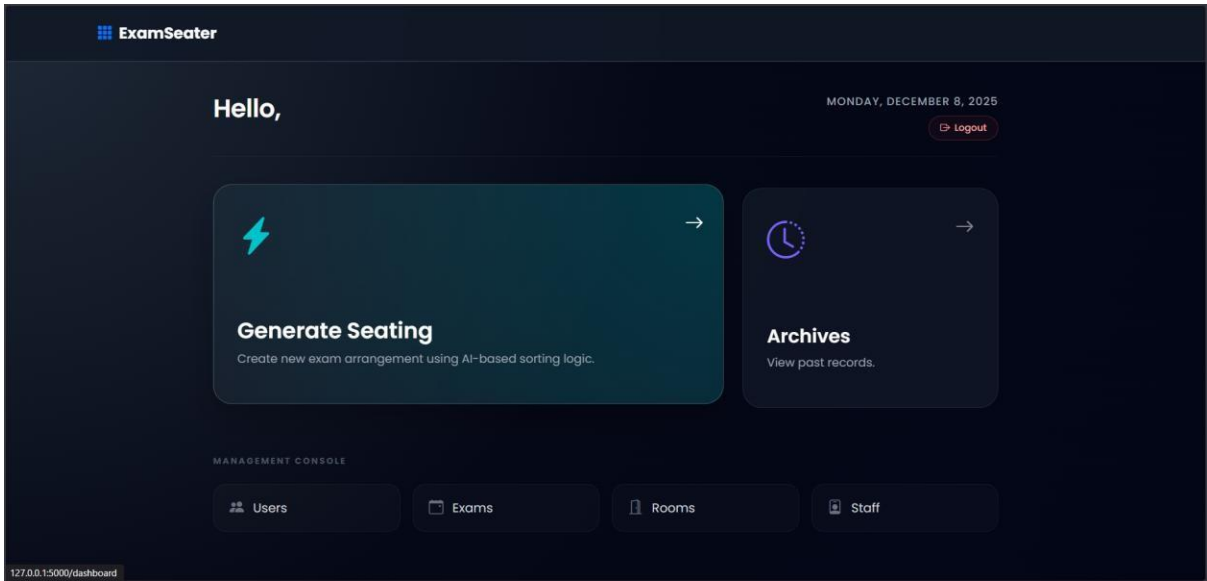 ExamSeater
Hello,
MONDAY, DECEMBER 8, 2025
Logout
Generate Seating
Create new exam arrangement using AI-based sorting logic.
Archives
View past records.
MANAGEMENT CONSOLE
Users
Exams
Rooms
Staff
127.0.0.1:5000/dashboard